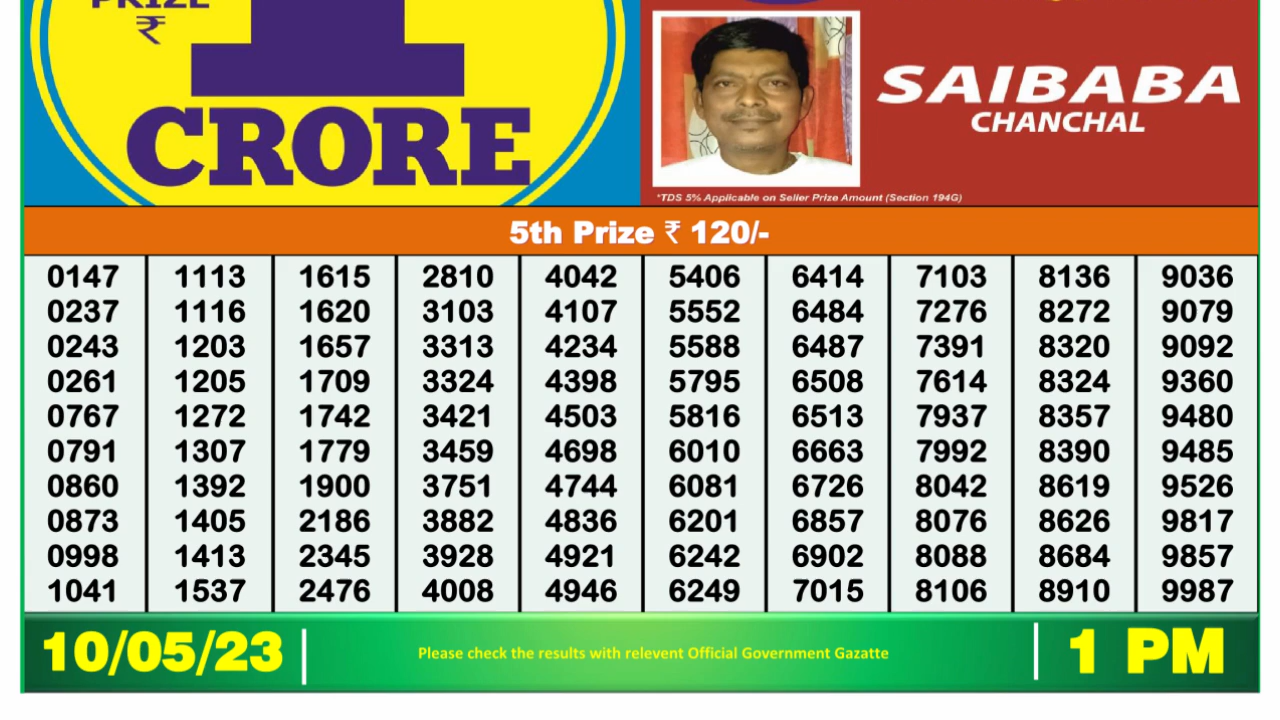 PRIZE
₹
1
CRORE
SAIBABA
CHANCHAL
*TDS 5% Applicable on Seller Prize Amount (Section 194G)
5th Prize ₹ 120/-
0147 1113 1615 2810 4042 5406 6414 7103 8136 9036
0237 1116 1620 3103 4107 5552 6484 7276 8272 9079
0243 1203 1657 3313 4234 5588 6487 7391 8320 9092
0261 1205 1709 3324 4398 5795 6508 7614 8324 9360
0767 1272 1742 3421 4503 5816 6513 7937 8357 9480
0791 1307 1779 3459 4698 6010 6663 7992 8390 9485
0860 1392 1900 3751 4744 6081 6726 8042 8619 9526
0873 1405 2186 3882 4836 6201 6857 8076 8626 9817
0998 1413 2345 3928 4921 6242 6902 8088 8684 9857
1041 1537 2476 4008 4946 6249 7015 8106 8910 9987
10/05/23
Please check the results with relevent Official Government Gazatte
1 PM